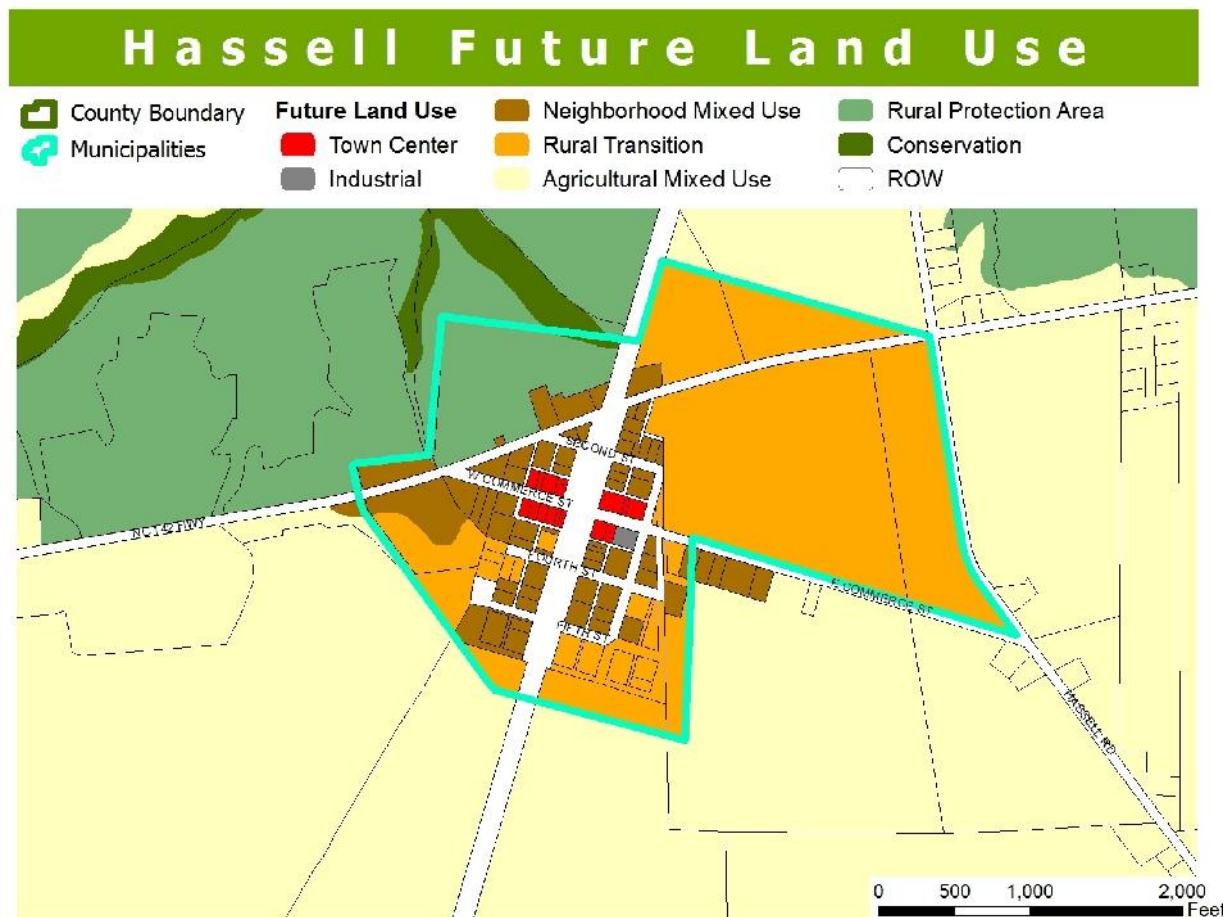 Hassell Future Land Use
County Boundary
Municipalities
Future Land Use
Town Center
Industrial
Neighborhood Mixed Use
Rural Transition
Agricultural Mixed Use
Rural Protection Area
Conservation
ROW
SECOND ST
W COMMERCE ST
NC 142 HWY
FOURTH ST
E COMMERCE ST
FIFTH ST
HASSELL RD
0 500 1,000 2,000
Feet